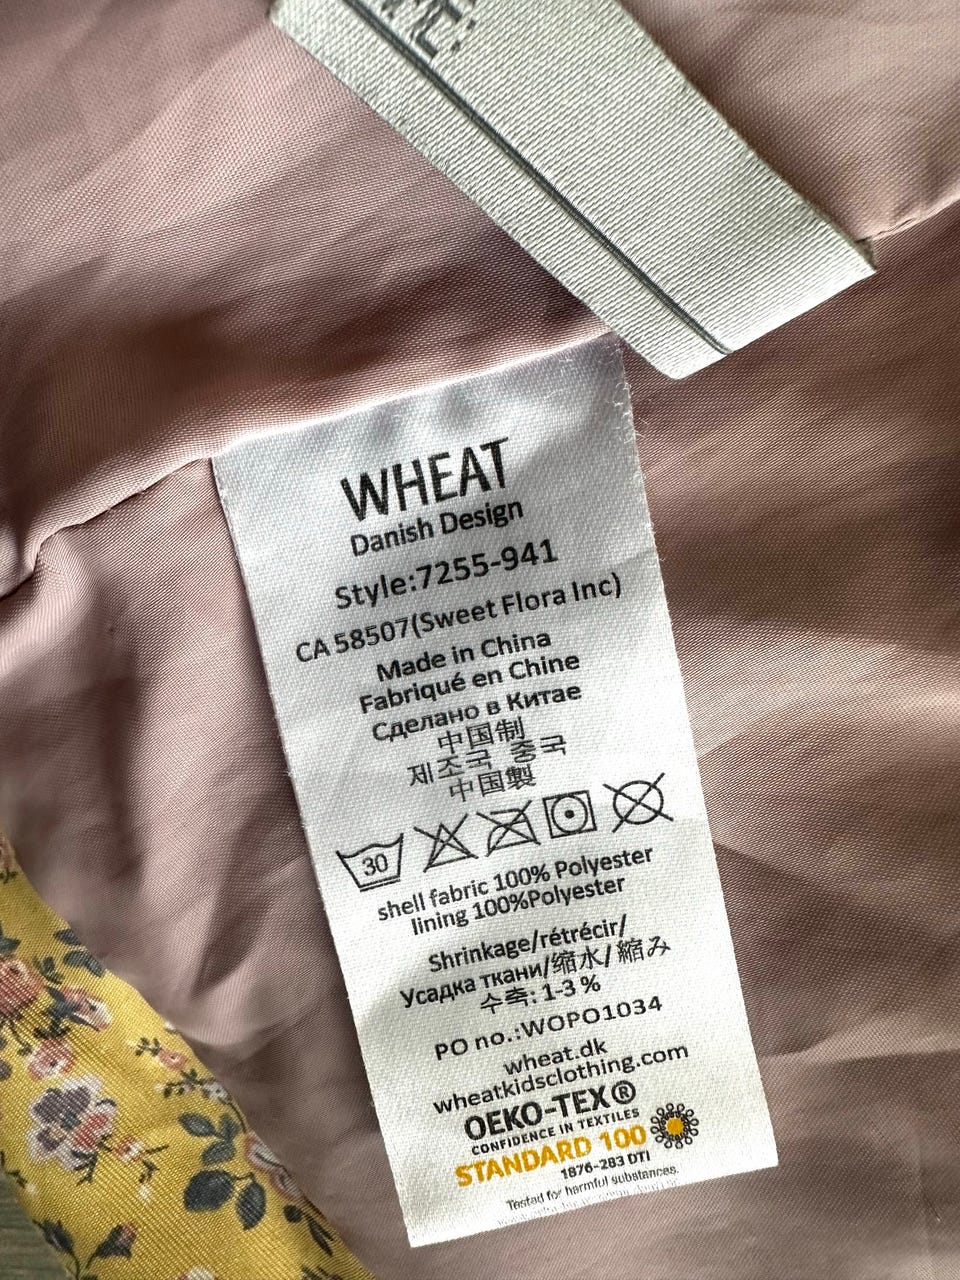 WHEAT
Danish Design
Style:7255-941
CA 58507(Sweet Flora Inc)
Made in China
Fabriqué en Chine
Сделано в Китае
中国制
제조국 중국
中国製
30
shell fabric 100% Polyester
lining 100%Polyester
Shrinkage/rétrécir/
Усадка ткани/缩水/縮み
수축: 1-3 %
PO no.:WOPO1034
wheat.dk
wheatkidsclothing.com
OEKO-TEX®
CONFIDENCE IN TEXTILES
STANDARD 100
1876-283 DTI
Tested for harmful substances.